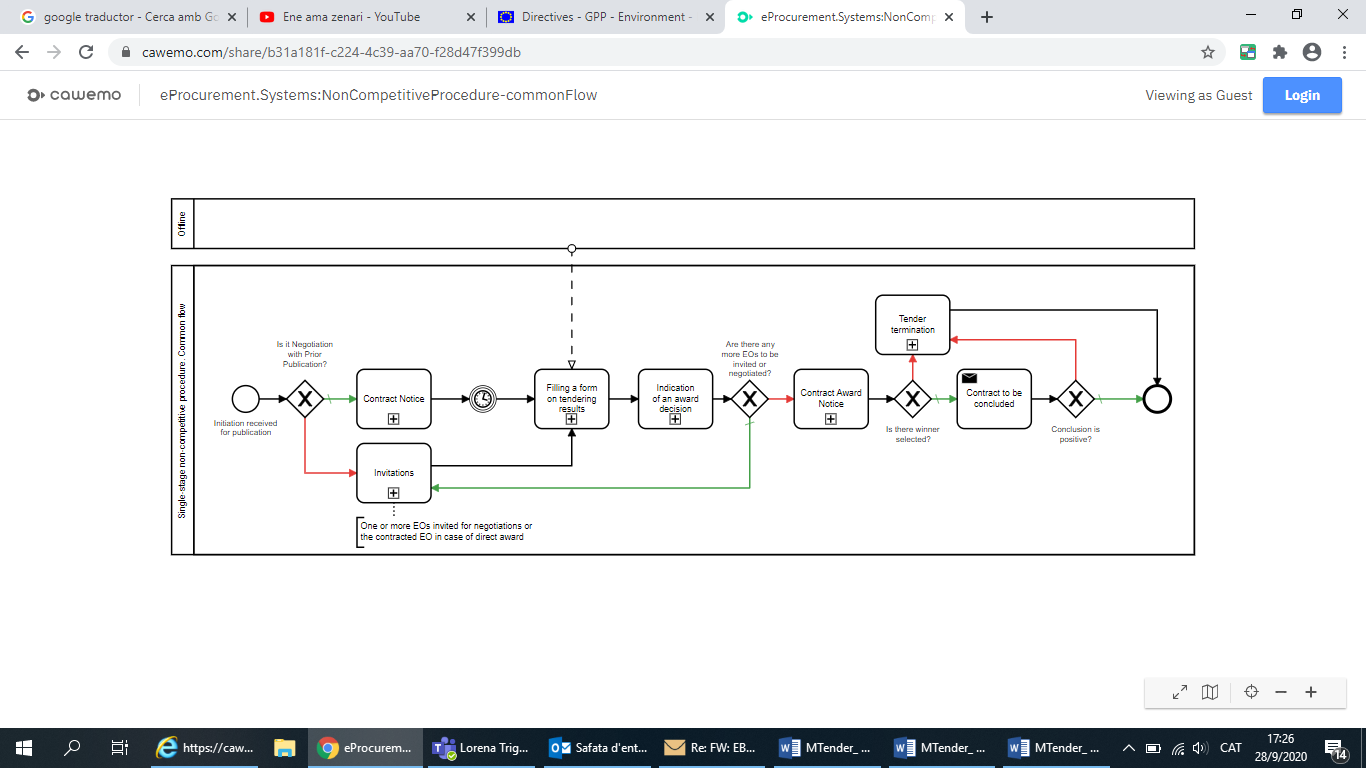 google traductor - Cerca amb Go
Ene ama zenari - YouTube
Directives - GPP - Environment -
eProcurement.Systems:NonComp
cawemo.com/share/b31a181f-c224-4c39-aa70-f28d47f399db
cawemo
eProcurement.Systems:NonCompetitiveProcedure-commonFlow
Viewing as Guest
Login
Offline
Single-stage non-competitive procedure. Common flow
Initiation received
for publication
Is it Negotiation
with Prior
Publication?
Contract Notice
Invitations
One or more EOs invited for negotiations or
the contracted EO in case of direct award
Filling a form
on tendering
results
Indication
of an award
decision
Are there any
more EOs to be
invited or
negotiated?
Contract Award
Notice
Is there winner
selected?
Tender
termination
Contract to be
concluded
Conclusion is
positive?
https://caw...
eProcurem...
Lorena Trig...
Safata d'ent...
Re: FW: EB...
MTender_ ...
MTender_ ...
MTender_ ...
CAT
17:26
28/9/2020
14